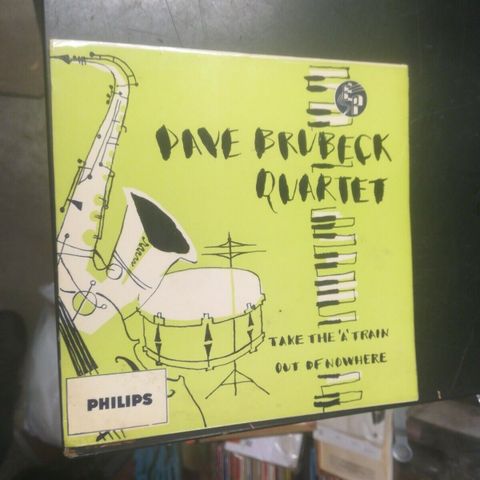 DAVE BRUBECK
QUARTET
TAKE THE 'A' TRAIN
OUT OF NOWHERE
PHILIPS